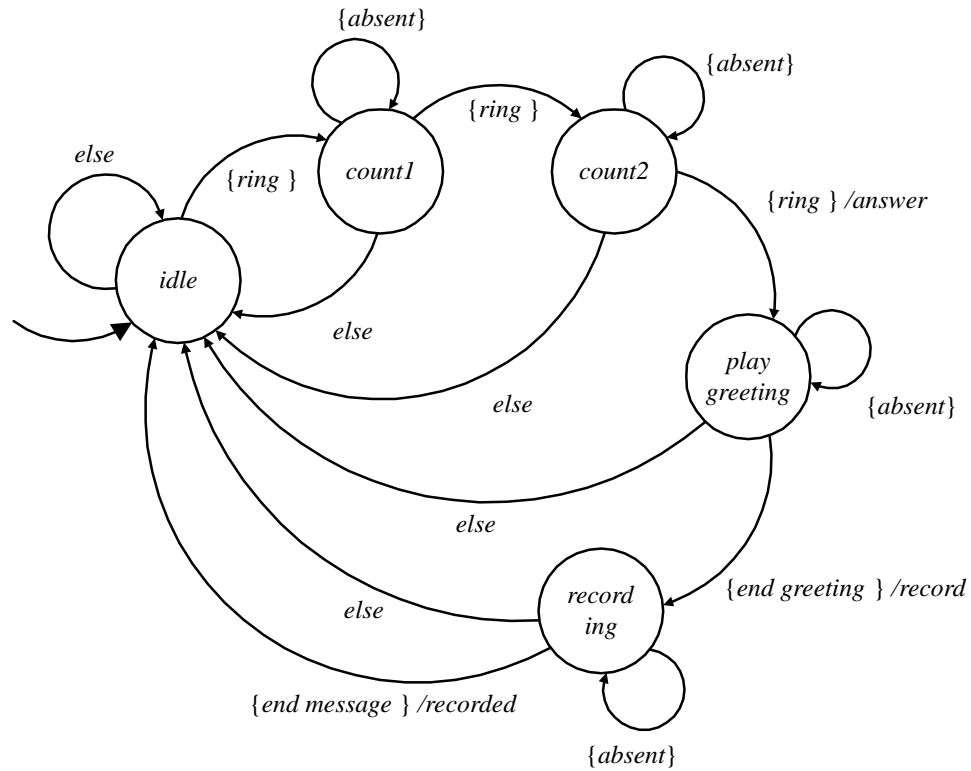 {absent}
{absent}
{ring }
else
count1
count2
{ring }
{ring } /answer
idle
else
play
greeting
else
{absent}
else
{end greeting } /record
record
ing
else
{end message } /recorded
{absent}